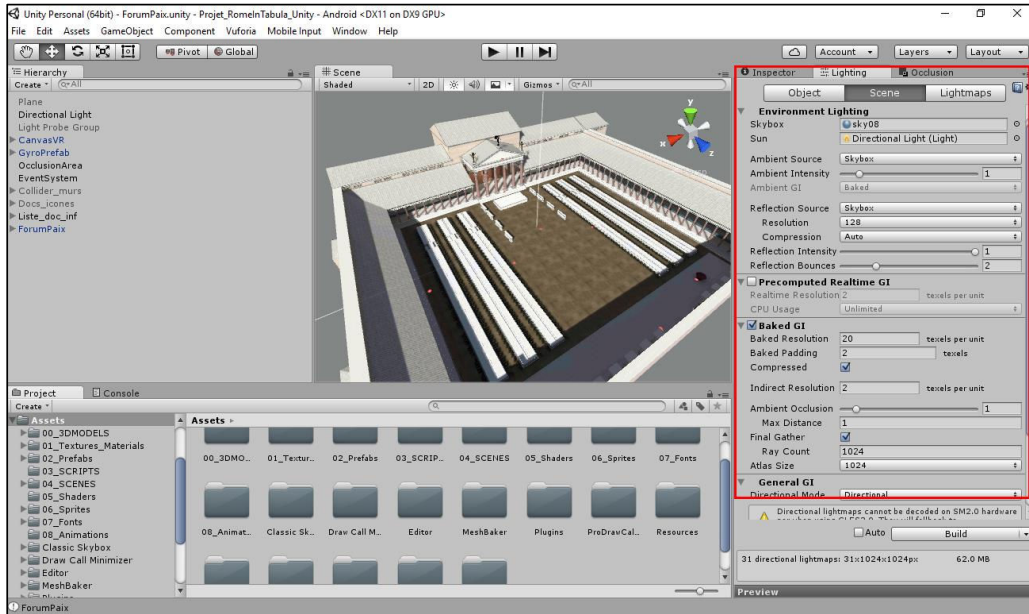 Unity Personal (64bit) - ForumPaix.unity - Projet_RomeInTabula_Unity - Android <DX11 on DX9 GPU>
File Edit Assets GameObject Component Vuforia Mobile Input Window Help
Pivot Global Account Layers Layout
Hierarchy
Create All
Plane
Directional Light
Light Probe Group
CanvasVR
GyroPrefab
OcclusionArea
EventSystem
Collider_murs
Docs_icones
Liste_doc_inf
ForumPaix
Scene
Shaded 2D Gizmos All
y
x
z
Inspector Lighting Occlusion
Object Scene Lightmaps
Environment Lighting
Skybox sky08
Sun Directional Light (Light)
Ambient Source Skybox
Ambient Intensity 1
Ambient GI Baked
Reflection Source Skybox
Resolution 128
Compression Auto
Reflection Intensity 1
Reflection Bounces 2
Precomputed Realtime GI
Realtime Resolution 2 texels per unit
CPU Usage Unlimited
Baked GI
Baked Resolution 20 texels per unit
Baked Padding 2 texels
Compressed
Indirect Resolution 2 texels per unit
Ambient Occlusion 1
Max Distance 1
Final Gather
Ray Count 1024
Atlas Size 1024
General GI
Directional Mode Directional
Directional lightmaps cannot be decoded on SM2.0 hardware
Auto Build
31 directional lightmaps: 31x1024x1024px 62.0 MB
Preview
Project Console
Create
Assets
00_3DMODELS
01_Textures_Materials
02_Prefabs
03_SCRIPTS
04_SCENES
05_Shaders
06_Sprites
07_Fonts
08_Animations
Classic Skybox
Draw Call Minimizer
Editor
MeshBaker
Plugins
Assets
00_3DMO... 01_Textur... 02_Prefabs 03_SCRIP... 04_SCENES 05_Shaders 06_Sprites 07_Fonts
08_Animat... Classic Sk... Draw Call M... Editor MeshBaker Plugins ProDrawCal... Resources
ForumPaix